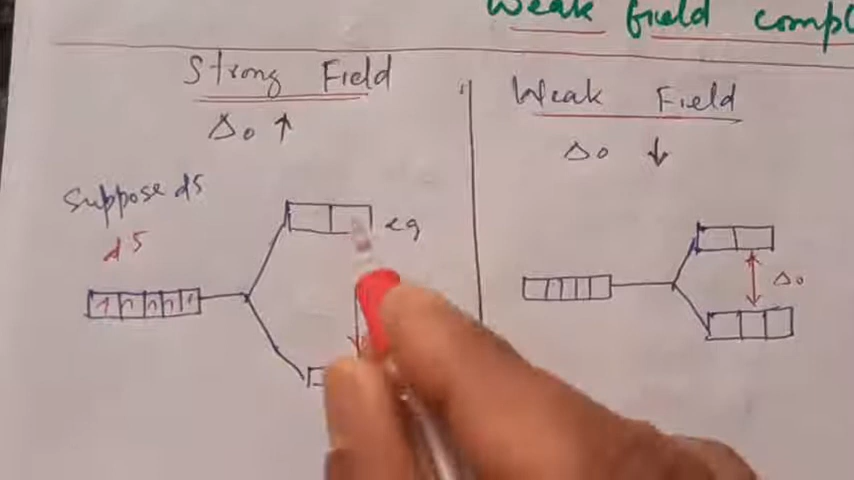 Weak field compl
Strong Field
Δo ↑
Suppose d5
d5
eg
Weak Field
Δo ↓
Δo